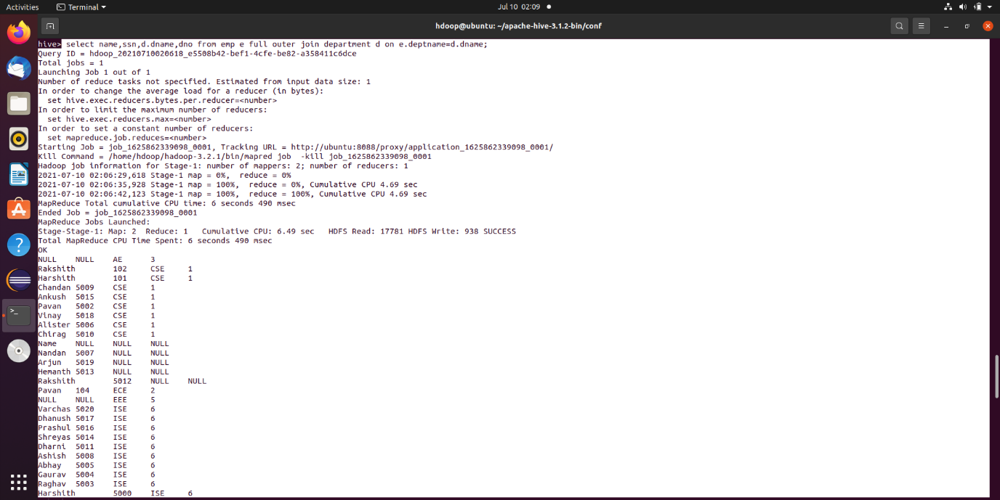 Activities Terminal Jul 10 02:09
hdoop@ubuntu: ~/apache-hive-3.1.2-bin/conf
hive> select name,ssn,d.dname,dno from emp e full outer join department d on e.deptname=d.dname;
Query ID = hdoop_20210710020618_e5508b42-bef1-4cfe-be82-a358411c6dce
Total jobs = 1
Launching Job 1 out of 1
Number of reduce tasks not specified. Estimated from input data size: 1
In order to change the average load for a reducer (in bytes):
  set hive.exec.reducers.bytes.per.reducer=<number>
In order to limit the maximum number of reducers:
  set hive.exec.reducers.max=<number>
In order to set a constant number of reducers:
  set mapreduce.job.reduces=<number>
Starting Job = job_1625862339098_0001, Tracking URL = http://ubuntu:8088/proxy/application_1625862339098_0001/
Kill Command = /home/hdoop/hadoop-3.2.1/bin/mapred job  -kill job_1625862339098_0001
Hadoop job information for Stage-1: number of mappers: 2; number of reducers: 1
2021-07-10 02:06:29,618 Stage-1 map = 0%,  reduce = 0%
2021-07-10 02:06:35,928 Stage-1 map = 100%,  reduce = 0%, Cumulative CPU 4.69 sec
2021-07-10 02:06:42,123 Stage-1 map = 100%,  reduce = 100%, Cumulative CPU 4.69 sec
MapReduce Total cumulative CPU time: 6 seconds 490 msec
Ended Job = job_1625862339098_0001
MapReduce Jobs Launched:
Stage-Stage-1: Map: 2  Reduce: 1   Cumulative CPU: 6.49 sec   HDFS Read: 17781 HDFS Write: 938 SUCCESS
Total MapReduce CPU Time Spent: 6 seconds 490 msec
OK
NULL    NULL    AE      3
Rakshith        102     CSE     1
Harshith        101     CSE     1
Chandan 5009    CSE     1
Ankush  5015    CSE     1
Pavan   5002    CSE     1
Vinay   5018    CSE     1
Alister 5006    CSE     1
Chirag  5010    CSE     1
Name    NULL    NULL    NULL
Nandan  5007    NULL    NULL
Arjun   5019    NULL    NULL
Hemanth 5013    NULL    NULL
Rakshith        5012    NULL    NULL
Pavan   104     ECE     2
NULL    NULL    EEE     5
Varchas 5020    ISE     6
Dhanush 5017    ISE     6
Prashul 5016    ISE     6
Shreyas 5014    ISE     6
Dharni  5011    ISE     6
Ashish  5008    ISE     6
Abhay   5005    ISE     6
Gaurav  5004    ISE     6
Raghav  5003    ISE     6
Harshith        5000    ISE     6